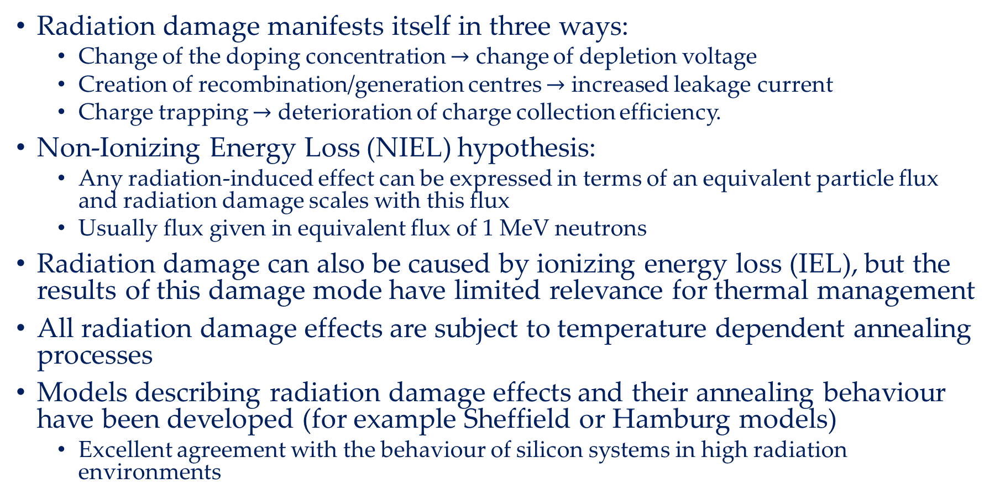 • Radiation damage manifests itself in three ways:
• Change of the doping concentration → change of depletion voltage
• Creation of recombination/generation centres → increased leakage current
• Charge trapping → deterioration of charge collection efficiency.
• Non-Ionizing Energy Loss (NIEL) hypothesis:
• Any radiation-induced effect can be expressed in terms of an equivalent particle flux
and radiation damage scales with this flux
• Usually flux given in equivalent flux of 1 MeV neutrons
• Radiation damage can also be caused by ionizing energy loss (IEL), but the
results of this damage mode have limited relevance for thermal management
• All radiation damage effects are subject to temperature dependent annealing
processes
• Models describing radiation damage effects and their annealing behaviour
have been developed (for example Sheffield or Hamburg models)
• Excellent agreement with the behaviour of silicon systems in high radiation
environments